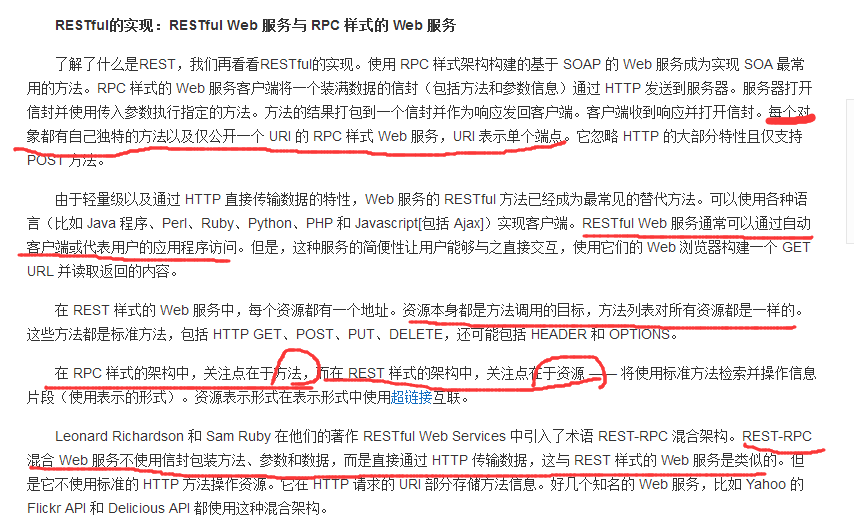 RESTful的实现：RESTful Web 服务与 RPC 样式的 Web 服务
了解了什么是REST，我们再看看RESTful的实现。使用 RPC 样式架构构建的基于 SOAP 的 Web 服务成为实现 SOA 最常
用的方法。RPC 样式的 Web 服务客户端将一个装满数据的信封（包括方法和参数信息）通过 HTTP 发送到服务器。服务器打开
信封并使用传入参数执行指定的方法。方法的结果打包到一个信封并作为响应发回客户端。客户端收到响应并打开信封。每个对
象都有自己独特的方法以及仅公开一个 URI 的 RPC 样式 Web 服务，URI 表示单个端点。它忽略 HTTP 的大部分特性且仅支持
POST 方法。
由于轻量级以及通过 HTTP 直接传输数据的特性，Web 服务的 RESTful 方法已经成为最常见的替代方法。可以使用各种语
言（比如 Java 程序、Perl、Ruby、Python、PHP 和 Javascript[包括 Ajax]）实现客户端。RESTful Web 服务通常可以通过自动
客户端或代表用户的应用程序访问。但是，这种服务的简便性让用户能够与之直接交互，使用它们的 Web 浏览器构建一个 GET
URL 并读取返回的内容。
在 REST 样式的 Web 服务中，每个资源都有一个地址。资源本身都是方法调用的目标，方法列表对所有资源都是一样的。
这些方法都是标准方法，包括 HTTP GET、POST、PUT、DELETE，还可能包括 HEADER 和 OPTIONS。
在 RPC 样式的架构中，关注点在于方法，而在 REST 样式的架构中，关注点在于资源 —— 将使用标准方法检索并操作信息
片段（使用表示的形式）。资源表示形式在表示形式中使用超链接互联。
Leonard Richardson 和 Sam Ruby 在他们的著作 RESTful Web Services 中引入了术语 REST-RPC 混合架构。REST-RPC
混合 Web 服务不使用信封包装方法、参数和数据，而是直接通过 HTTP 传输数据，这与 REST 样式的 Web 服务是类似的。但
是它不使用标准的 HTTP 方法操作资源。它在 HTTP 请求的 URI 部分存储方法信息。好几个知名的 Web 服务，比如 Yahoo 的
Flickr API 和 Delicious API 都使用这种混合架构。